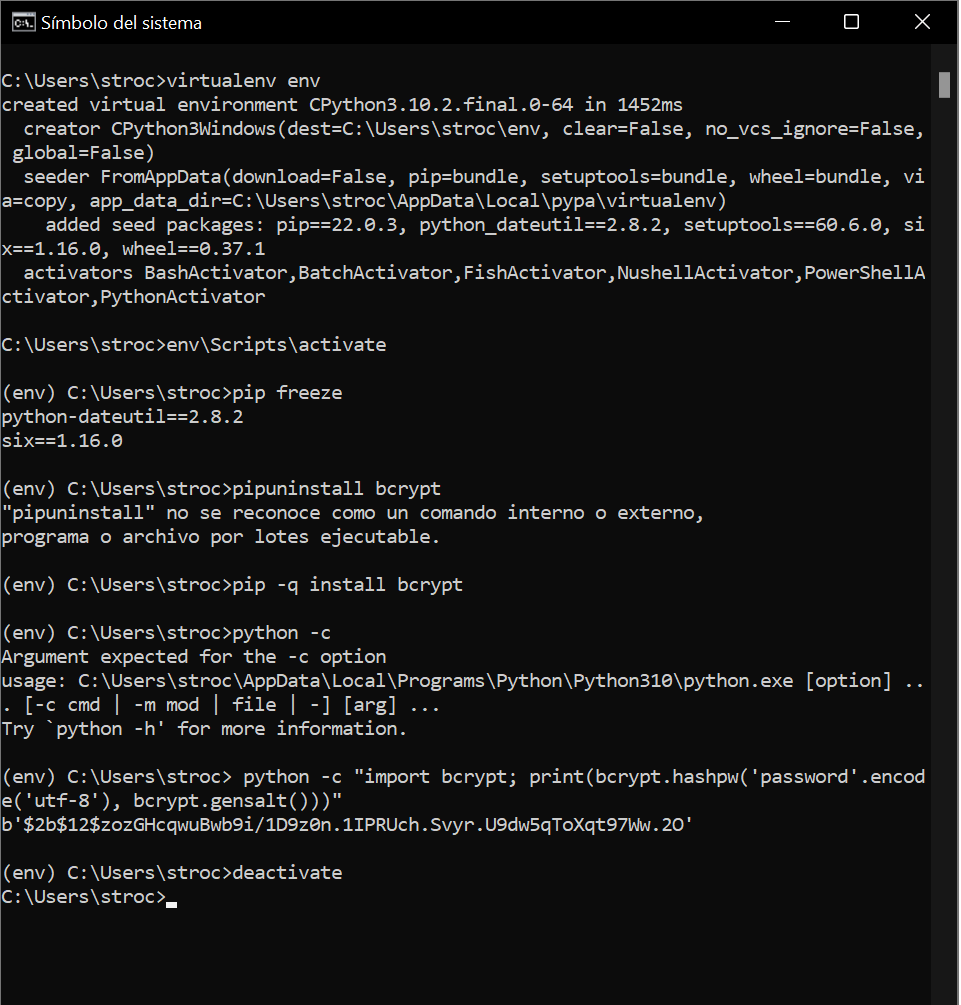 Símbolo del sistema
C:\Users\stroc>virtualenv env
created virtual environment CPython3.10.2.final.0-64 in 1452ms
  creator CPython3Windows(dest=C:\Users\stroc\env, clear=False, no_vcs_ignore=False,
 global=False)
  seeder FromAppData(download=False, pip=bundle, setuptools=bundle, wheel=bundle, vi
a=copy, app_data_dir=C:\Users\stroc\AppData\Local\pypa\virtualenv)
    added seed packages: pip==22.0.3, python_dateutil==2.8.2, setuptools==60.6.0, si
x==1.16.0, wheel==0.37.1
  activators BashActivator,BatchActivator,FishActivator,NushellActivator,PowerShellA
ctivator,PythonActivator
C:\Users\stroc>env\Scripts\activate
(env) C:\Users\stroc>pip freeze
python-dateutil==2.8.2
six==1.16.0
(env) C:\Users\stroc>pipuninstall bcrypt
"pipuninstall" no se reconoce como un comando interno o externo,
programa o archivo por lotes ejecutable.
(env) C:\Users\stroc>pip -q install bcrypt
(env) C:\Users\stroc>python -c
Argument expected for the -c option
usage: C:\Users\stroc\AppData\Local\Programs\Python\Python310\python.exe [option] ..
. [-c cmd | -m mod | file | -] [arg] ...
Try `python -h' for more information.
(env) C:\Users\stroc> python -c "import bcrypt; print(bcrypt.hashpw('password'.encod
e('utf-8'), bcrypt.gensalt()))"
b'$2b$12$zozGHcqwuBwb9i/1D9z0n.1IPRUch.Svyr.U9dw5qToXqt97Ww.2O'
(env) C:\Users\stroc>deactivate
C:\Users\stroc>